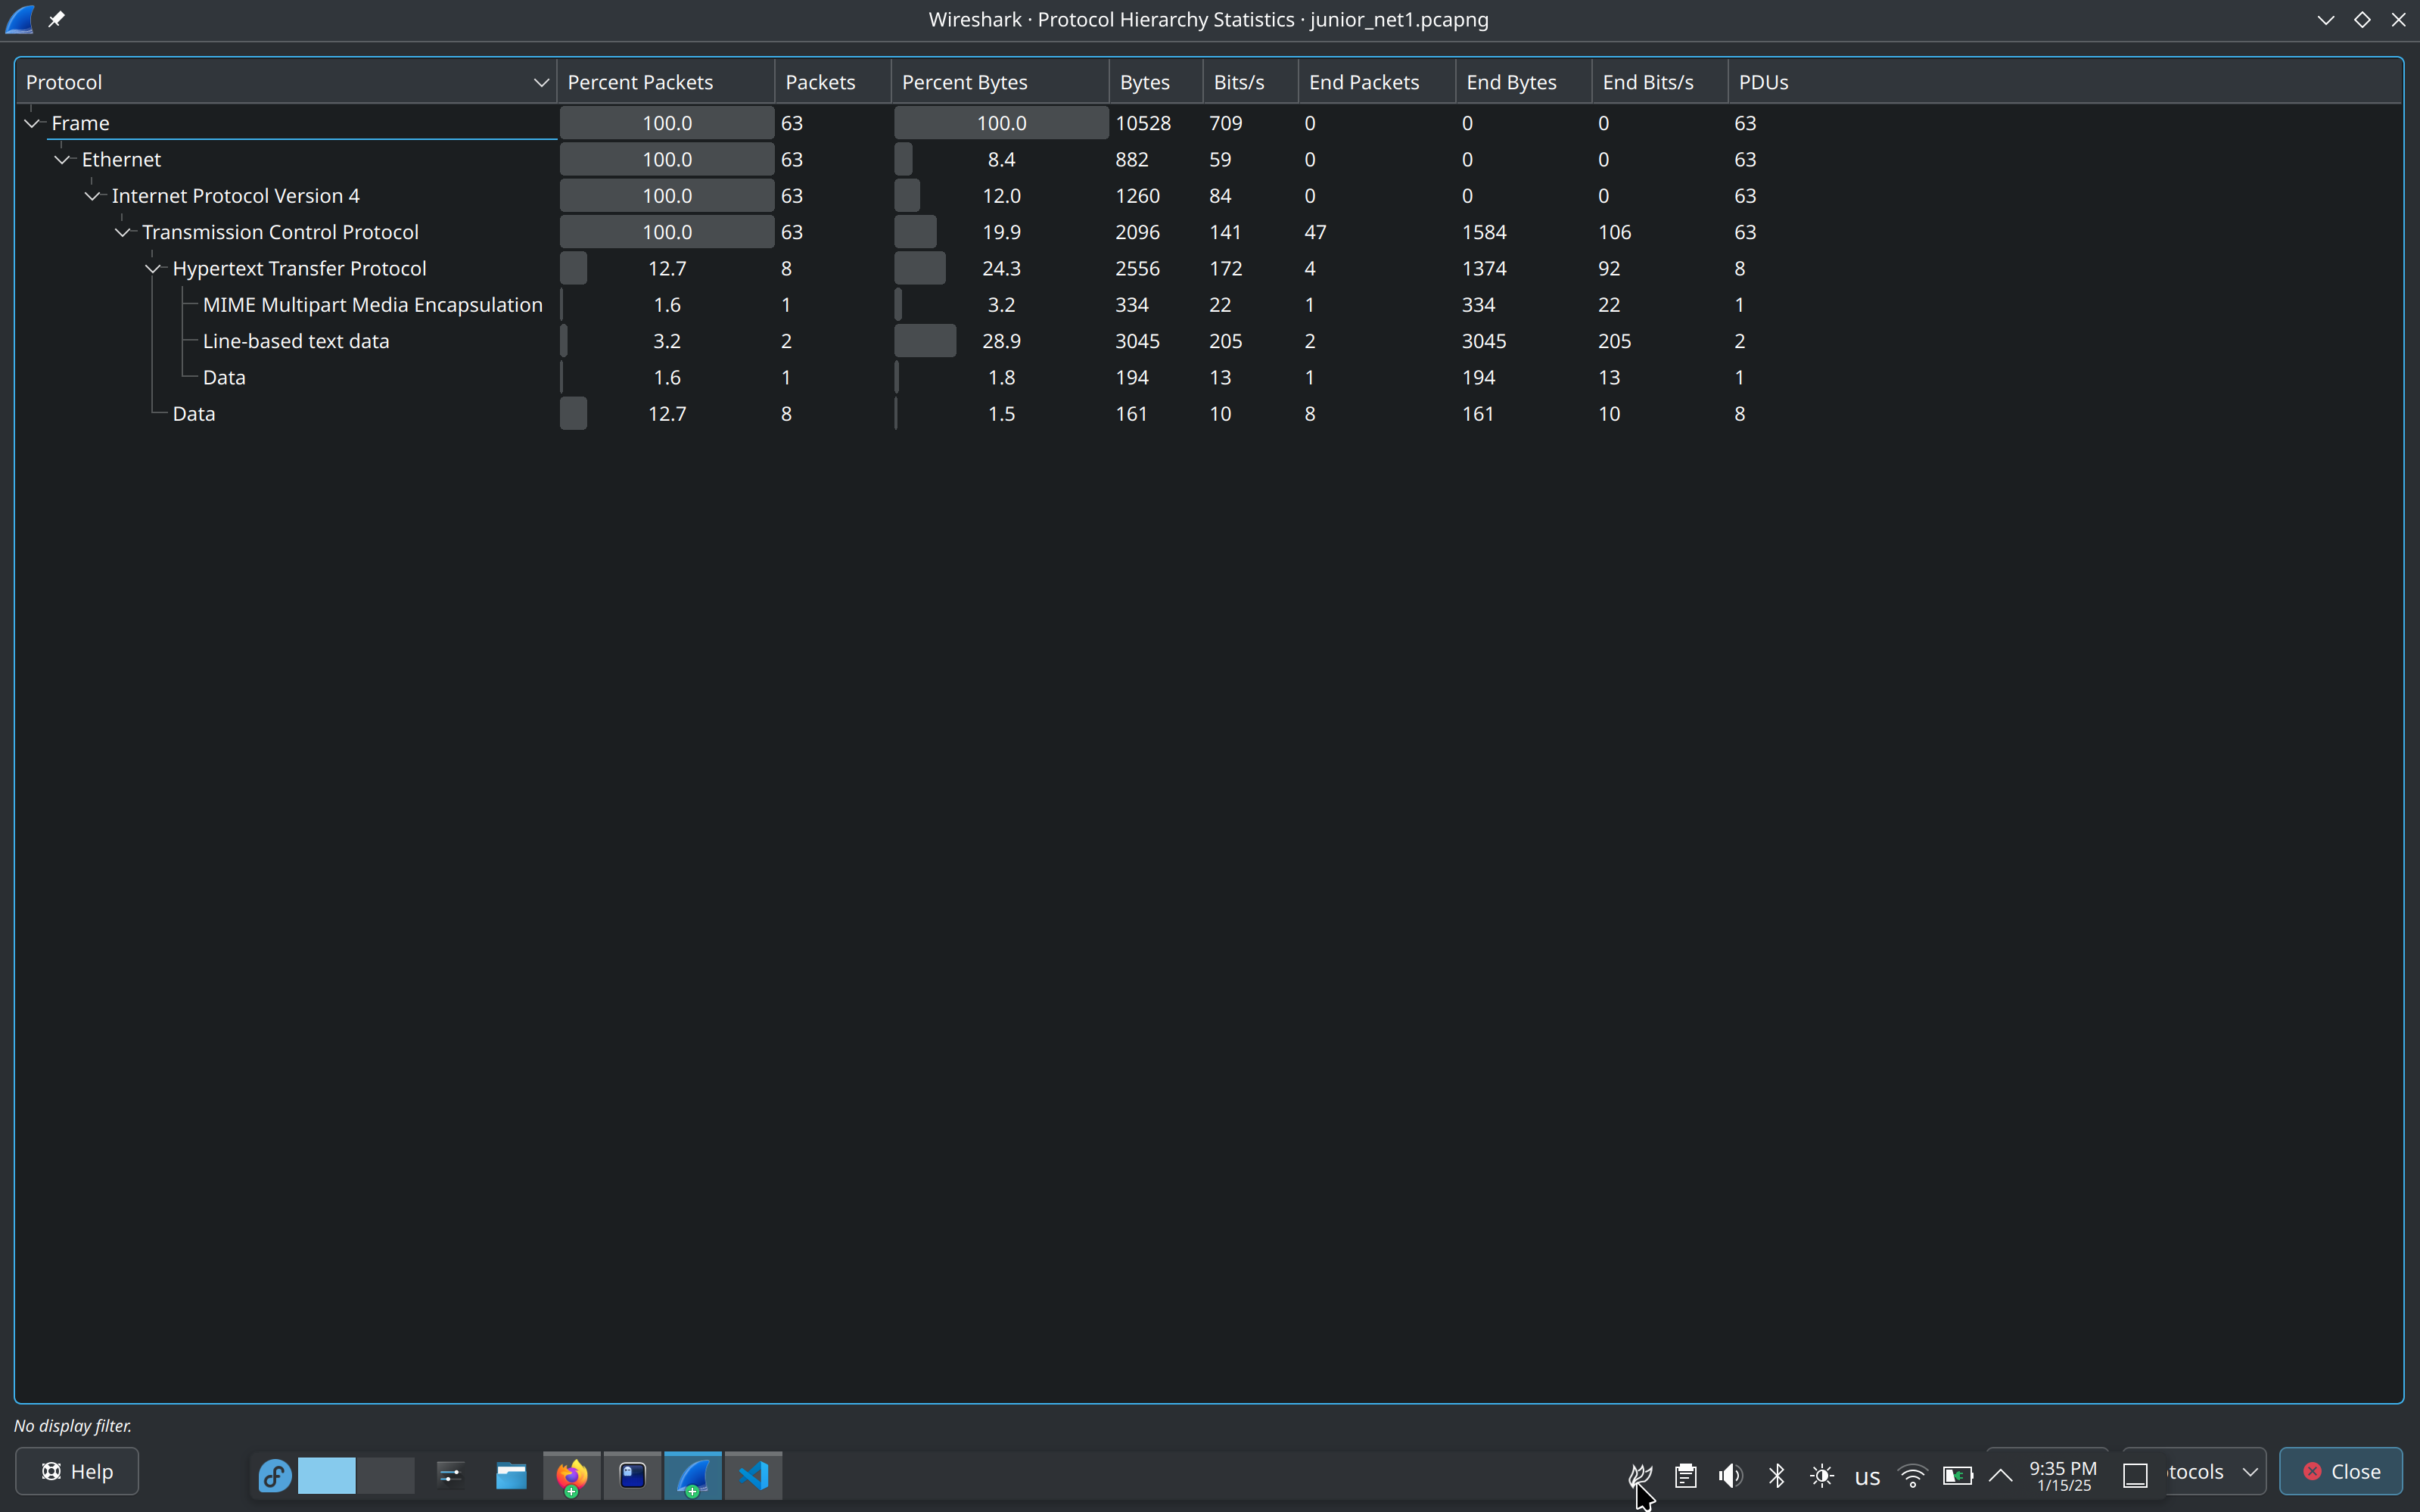 Wireshark · Protocol Hierarchy Statistics · junior_net1.pcapng
Protocol Percent Packets Packets Percent Bytes Bytes Bits/s End Packets End Bytes End Bits/s PDUs
Frame 100.0 63 100.0 10528 709 0 0 0 63
Ethernet 100.0 63 8.4 882 59 0 0 0 63
Internet Protocol Version 4 100.0 63 12.0 1260 84 0 0 0 63
Transmission Control Protocol 100.0 63 19.9 2096 141 47 1584 106 63
Hypertext Transfer Protocol 12.7 8 24.3 2556 172 4 1374 92 8
MIME Multipart Media Encapsulation 1.6 1 3.2 334 22 1 334 22 1
Line-based text data 3.2 2 28.9 3045 205 2 3045 205 2
Data 1.6 1 1.8 194 13 1 194 13 1
Data 12.7 8 1.5 161 10 8 161 10 8
No display filter.
Help us 9:35 PM tocols Close
1/15/25